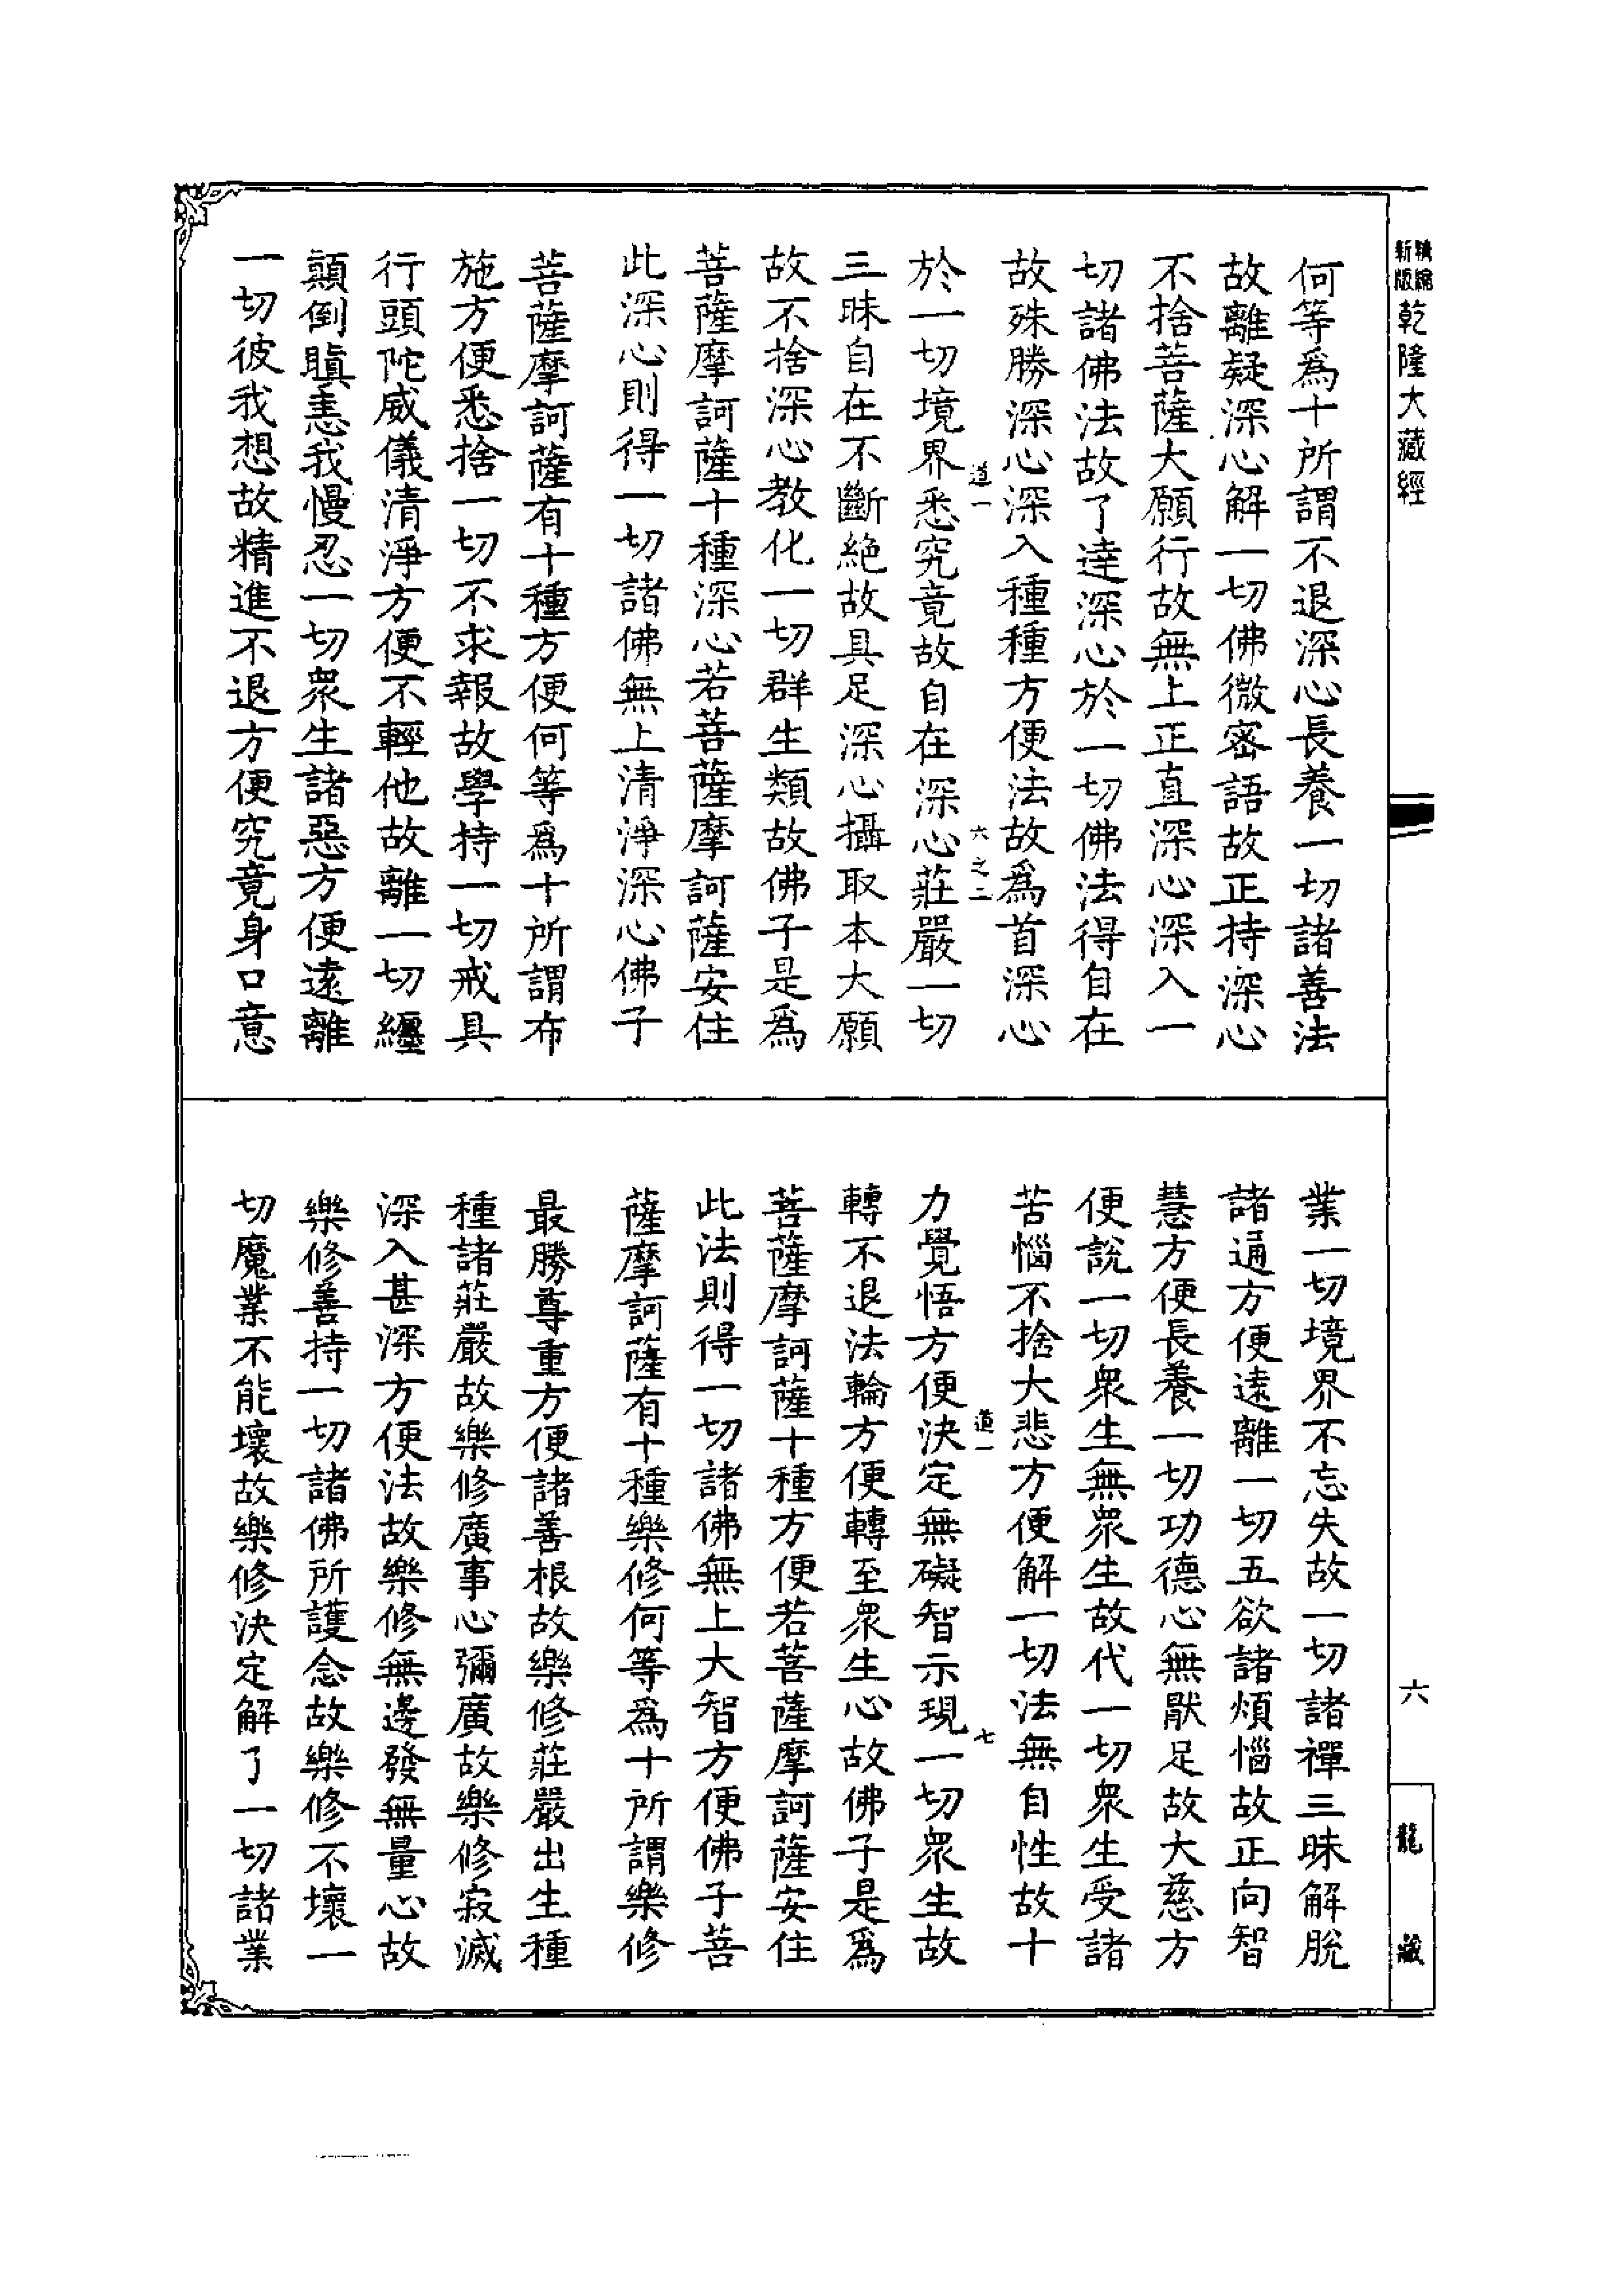 新版精編乾隆大藏經
何等爲十所謂不退深心長養一切諸善法
故離疑深心解一切佛微密語故正持深心
不捨菩薩大願行故無上正直深心深入一
切諸佛法故了達深心於一切佛法得自在
故殊勝深心深入種種方便法故爲首深心
道一
六之二
於一切境界悉究竟故自在深心莊嚴一切
三昧自在不斷絶故具足深心攝取本大願
故不捨深心教化一切群生類故佛子是爲
菩薩摩訶薩十種深心若菩薩摩訶薩安住
此深心則得一切諸佛無上清淨深心佛子
菩薩摩訶薩有十種方便何等爲十所謂布
施方便悉捨一切不求報故學持一切戒具
行頭陀威儀清淨方便不輕他故離一切纒
顛倒瞋恚我慢忍一切衆生諸惡方便遠離
一切彼我想故精進不退方便究竟身口意
業一切境界不忘失故一切諸禪三昧解脫
諸通方便遠離一切五欲諸煩惱故正向智
慧方便長養一切功德心無厭足故大慈方
便說一切衆生無衆生故代一切衆生受諸
苦惱不捨大悲方便解一切法無自性故十
道一
七
力覺悟方便決定無礙智示現一切衆生故
轉不退法輪方便轉至衆生心故佛子是爲
菩薩摩訶薩十種方便若菩薩摩訶薩安住
此法則得一切諸佛無上大智方便佛子菩
薩摩訶薩有十種樂修何等爲十所謂樂修
最勝尊重方便諸善根故樂修莊嚴出生種
種諸莊嚴故樂修廣事心彌廣故樂修寂滅
深入甚深方便法故樂修無邊發無量心故
樂修善持一切諸佛所護念故樂修不壞一
切魔業不能壞故樂修決定解了一切諸業
六
龍藏